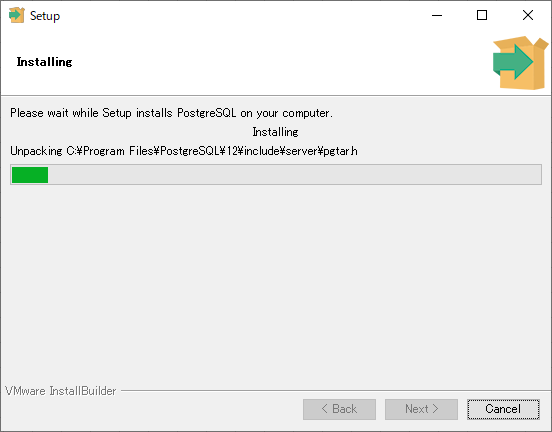 Setup
Installing
Please wait while Setup installs PostgreSQL on your computer.
Installing
Unpacking C:¥Program Files¥PostgreSQL¥12¥include¥server¥pgtar.h
VMware InstallBuilder
< Back
Next >
Cancel